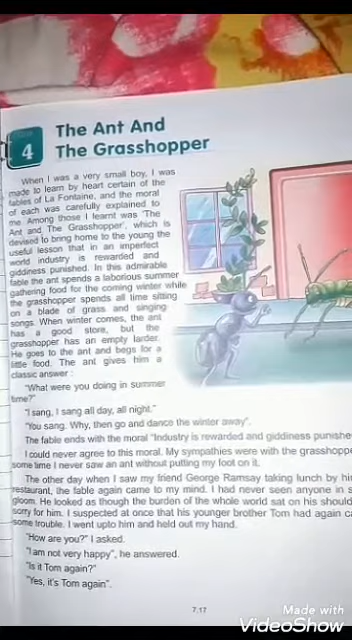 4
The Ant And
The Grasshopper
When I was a very small boy, I was
made to learn by heart certain of the
fables of La Fontaine, and the moral
of each was carefully explained to
me. Among those I learnt was 'The
Ant and The Grasshopper', which is
devised to bring home to the young the
useful lesson that in an imperfect
world industry is rewarded and
giddiness punished. In this admirable
fable the ant spends a laborious summer
gathering food for the coming winter while
the grasshopper spends all time sitting
on a blade of grass and singing
songs. When winter comes, the ant
has a good store, but the
grasshopper has an empty larder.
He goes to the ant and begs for a
little food. The ant gives him a
classic answer :
"What were you doing in summer
time?"
"I sang, I sang all day, all night."
"You sang. Why, then go and dance the winter away".
The fable ends with the moral "Industry is rewarded and giddiness punishe
I could never agree to this moral. My sympathies were with the grasshoppe
some time I never saw an ant without putting my foot on it.
The other day when I saw my friend George Ramsay taking lunch by hi
restaurant, the fable again came to my mind. I had never seen anyone in s
gloom. He looked as though the burden of the whole world sat on his should
sorry for him. I suspected at once that his younger brother Tom had again ca
some trouble. I went upto him and held out my hand.
"How are you?" I asked.
"I am not very happy", he answered.
"Is it Tom again?"
"Yes, it's Tom again".
7.17
Made with
VideoShow